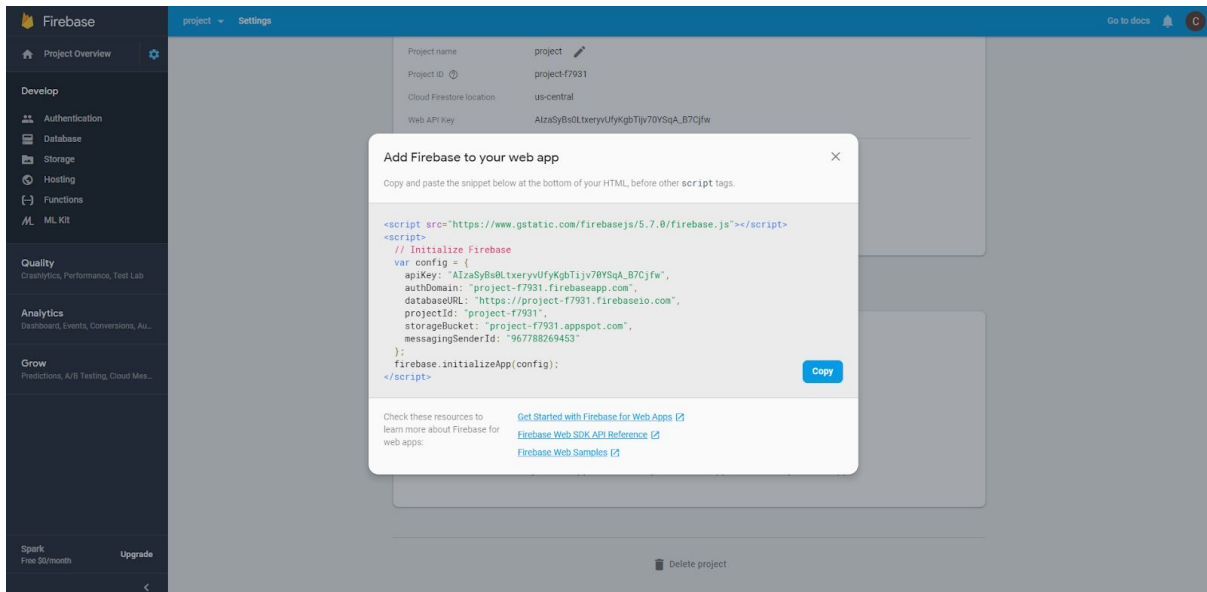 Firebase
project Settings
Go to docs C
Project Overview
Develop
Authentication
Database
Storage
Hosting
Functions
ML Kit
Quality
Crashlytics, Performance, Test Lab
Analytics
Dashboard, Events, Conversions, Au...
Grow
Predictions, A/B Testing, Cloud Mes...
Spark
Free $0/month
Upgrade
Project name project
Project ID project-f7931
Cloud Firestore location us-central
Web API Key AIzaSyBs0LtxeryvUfyKgbTijv70YSqA_B7Cjfw
Add Firebase to your web app
Copy and paste the snippet below at the bottom of your HTML, before other script tags.
<script src="https://www.gstatic.com/firebasejs/5.7.0/firebase.js"></script>
<script>
// Initialize Firebase
var config = {
apiKey: "AIzaSyBs0LtxeryvUfyKgbTijv70YSqA_B7Cjfw",
authDomain: "project-f7931.firebaseapp.com",
databaseURL: "https://project-f7931.firebaseio.com",
projectId: "project-f7931",
storageBucket: "project-f7931.appspot.com",
messagingSenderId: "967788269453"
};
firebase.initializeApp(config);
</script>
Copy
Check these resources to
learn more about Firebase for
web apps:
Get Started with Firebase for Web Apps
Firebase Web SDK API Reference
Firebase Web Samples
Delete project